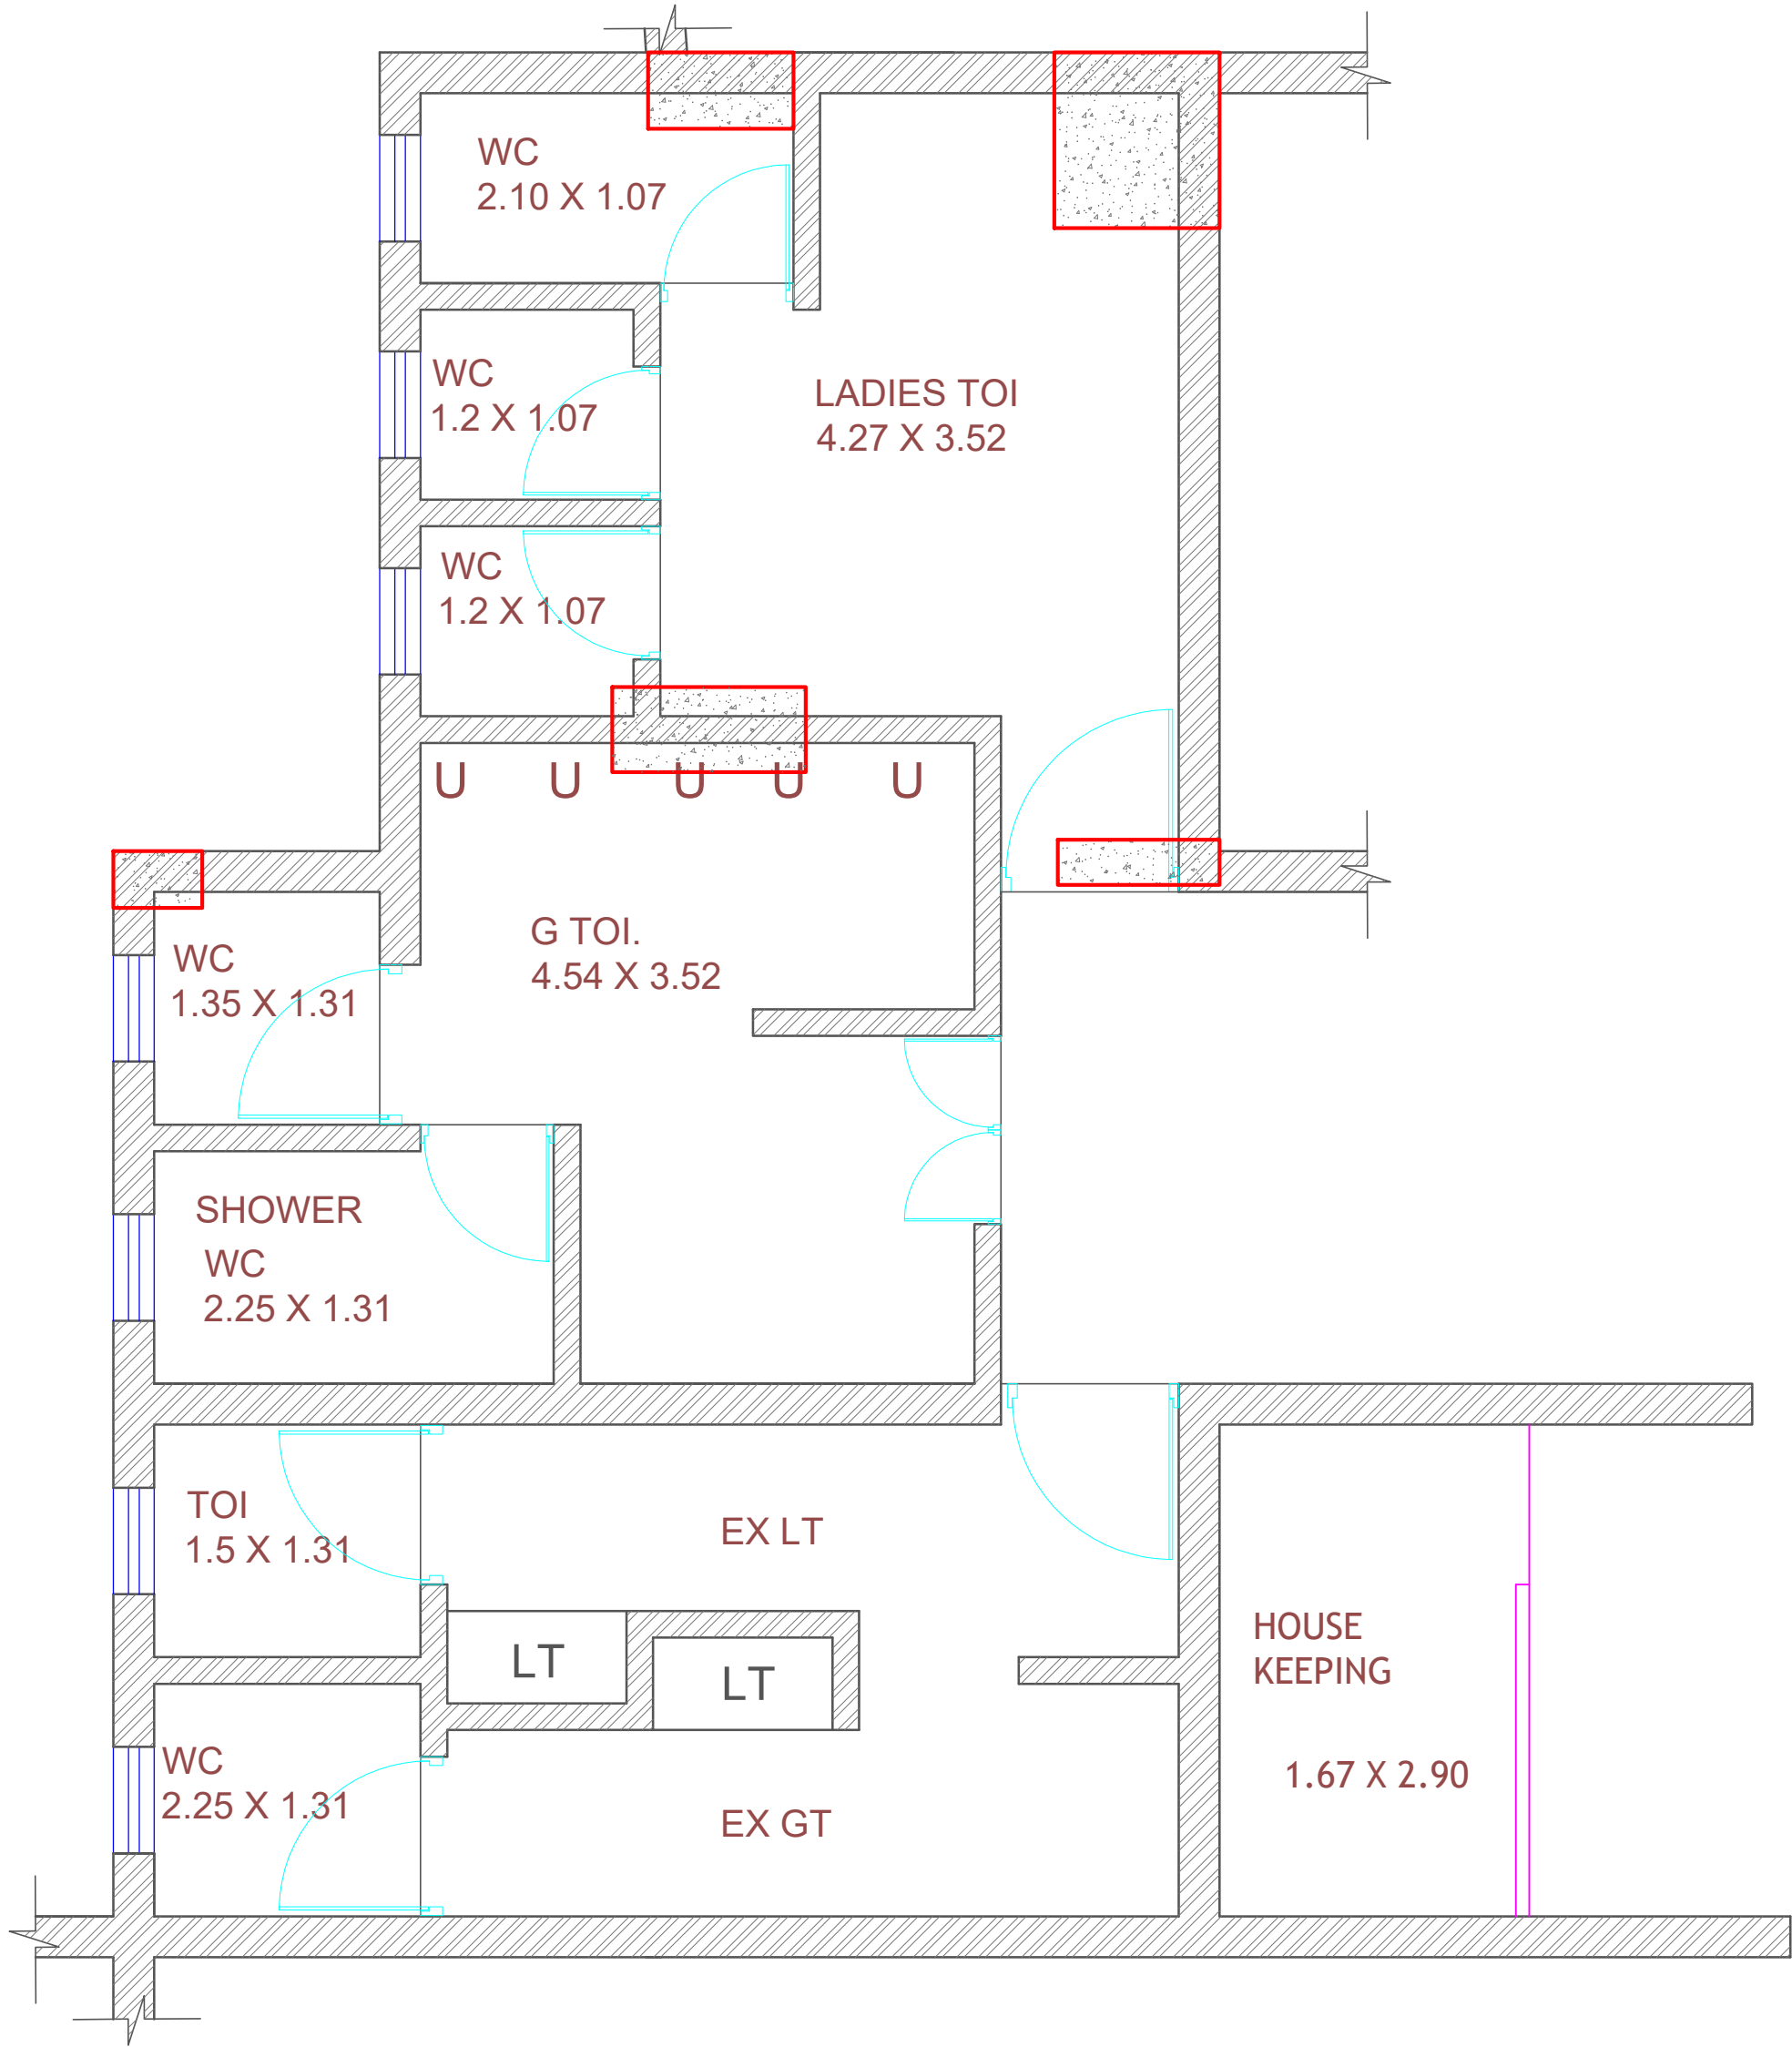 WC
2.10 X 1.07
WC
1.2 X 1.07
LADIES TOI
4.27 X 3.52
WC
1.2 X 1.07
U U U U U
G TOI.
4.54 X 3.52
WC
1.35 X 1.31
SHOWER
WC
2.25 X 1.31
TOI
1.5 X 1.31
EX LT
LT
LT
HOUSE
KEEPING
1.67 X 2.90
WC
2.25 X 1.31
EX GT